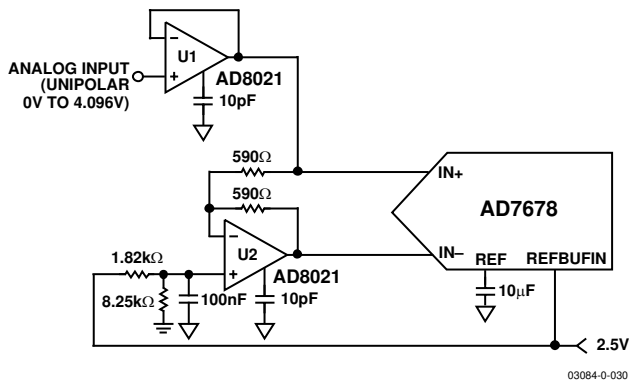 U1
ANALOG INPUT
(UNIPOLAR
0V TO 4.096V)
AD8021
10pF
590Ω
590Ω
IN+
AD7678
IN–
REF
REFBUFIN
U2
AD8021
1.82kΩ
8.25kΩ
100nF
10pF
10µF
2.5V
03084-0-030